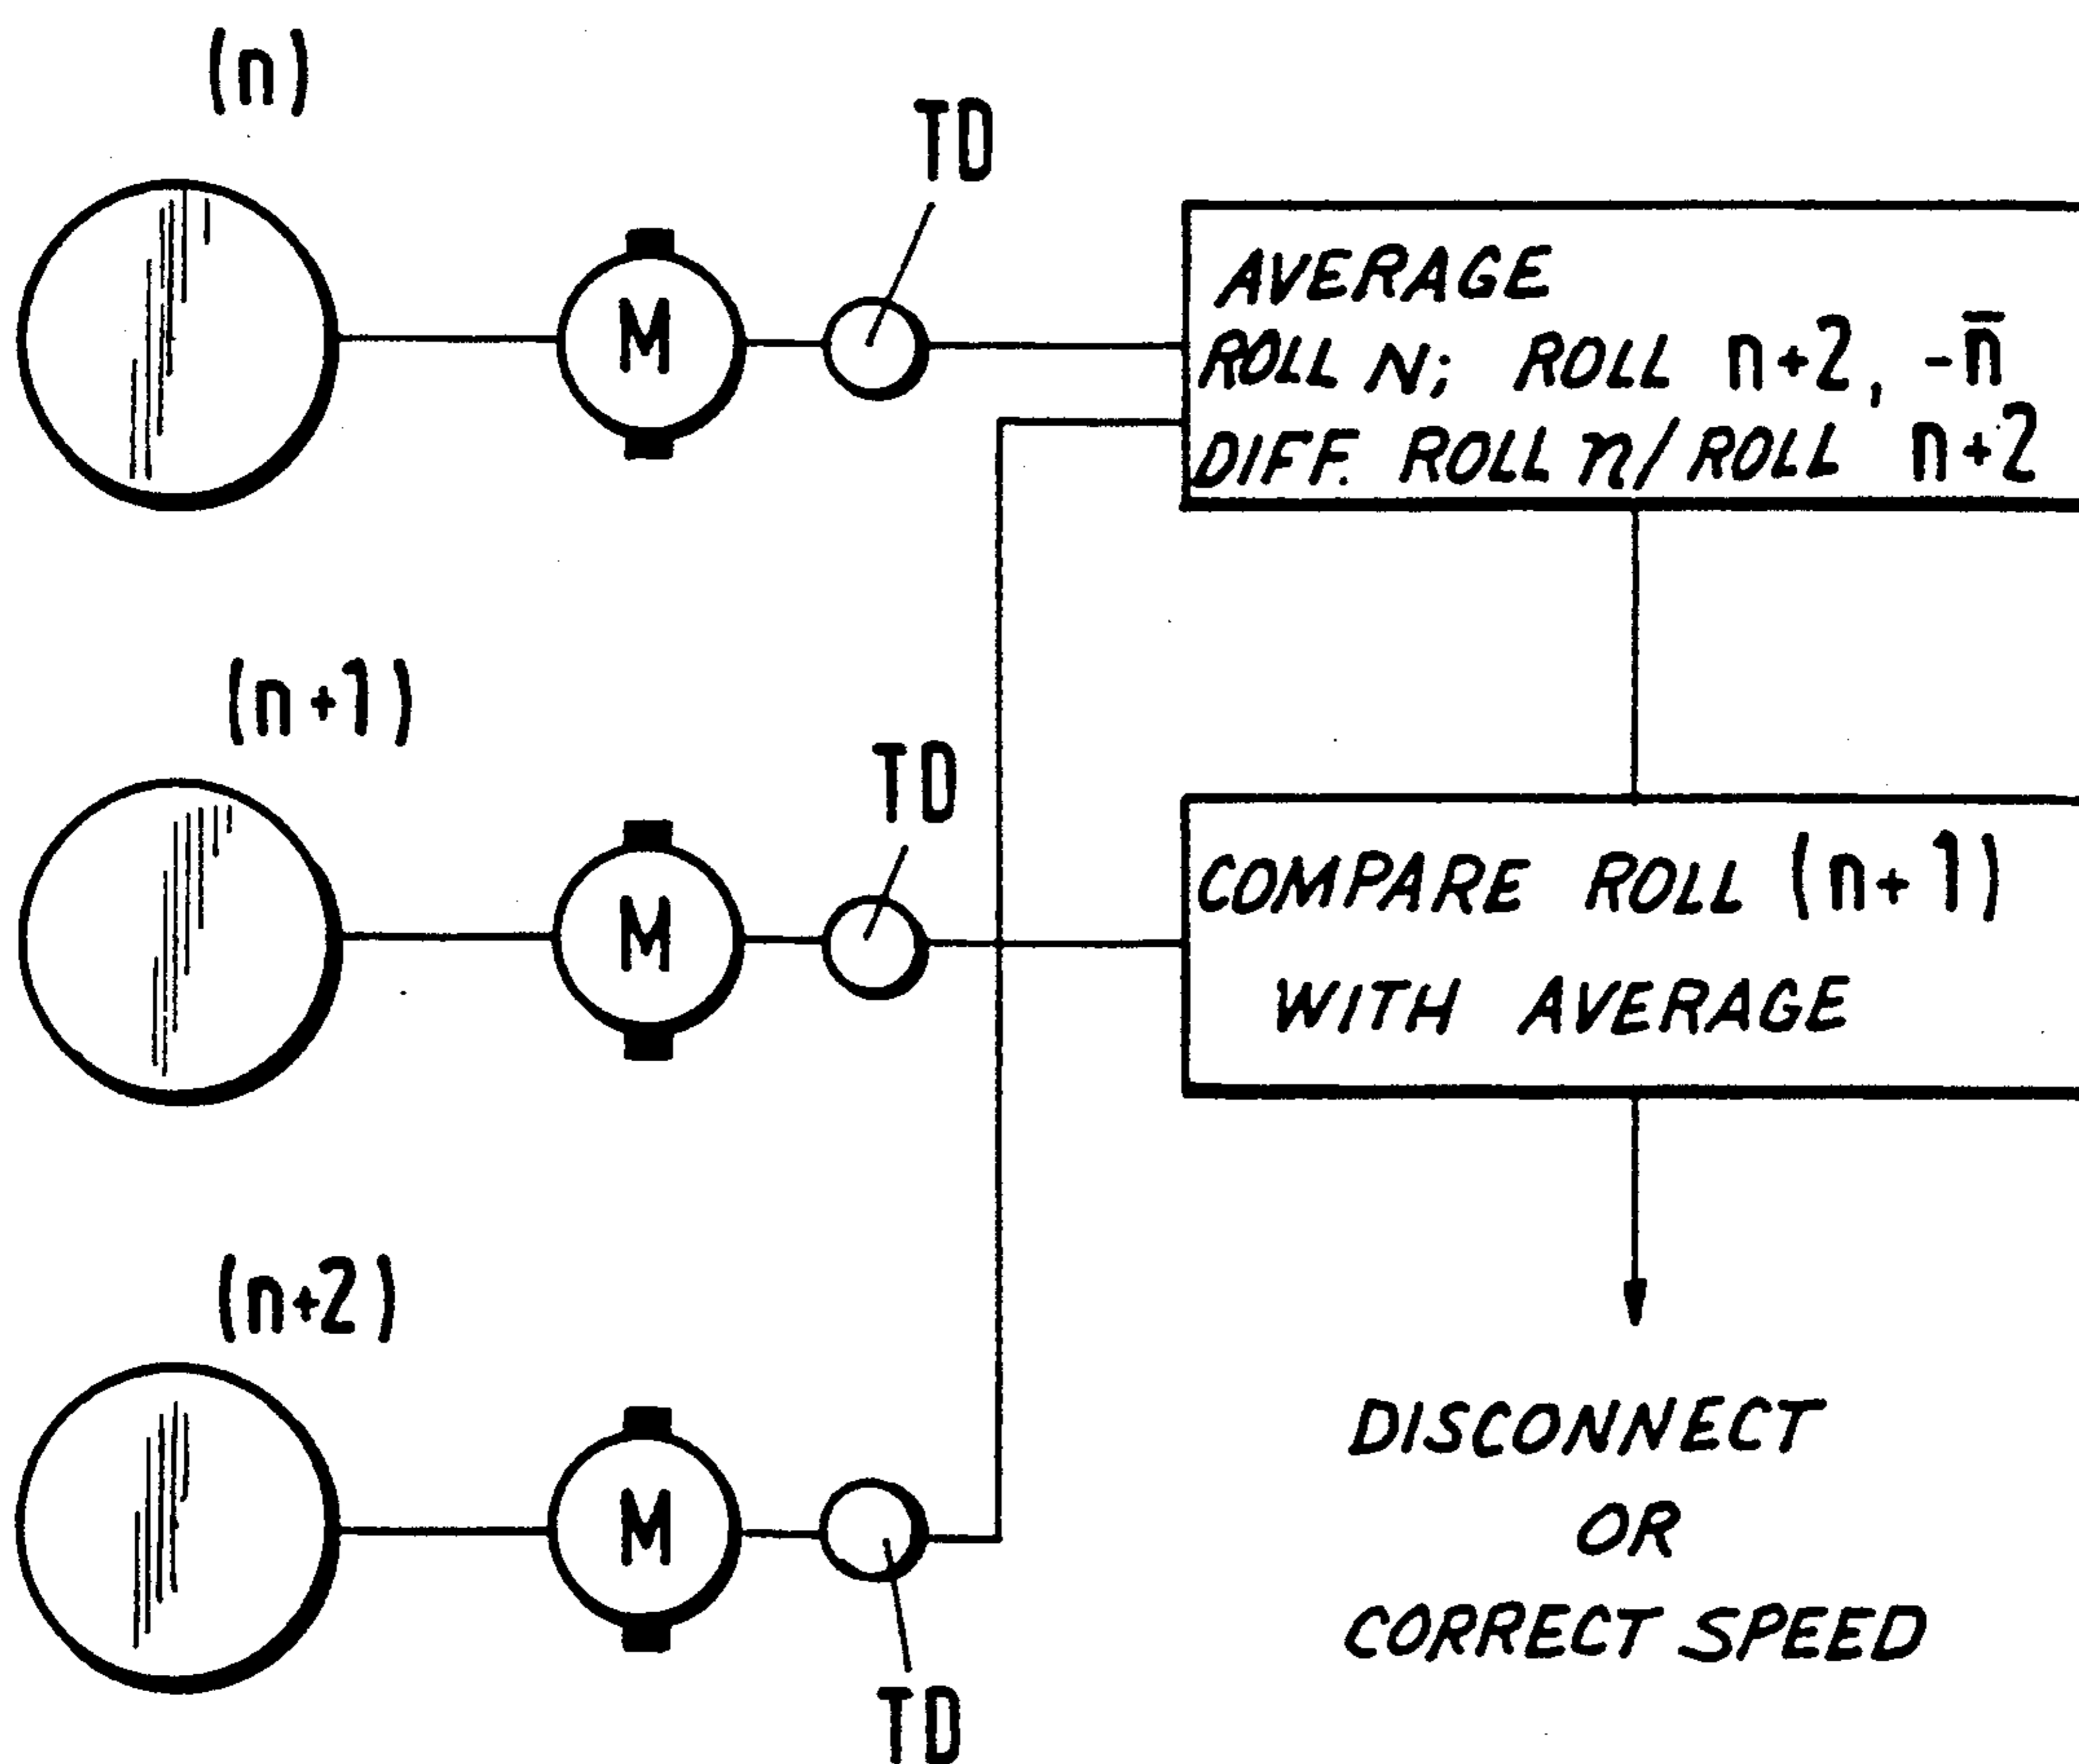 (n)
TD
M
AVERAGE
ROLL N; ROLL n+2, -n̄
DIFF. ROLL n/ROLL n+2
(n+1)
TD
M
COMPARE ROLL (n+1)
WITH AVERAGE
(n+2)
M
TD
DISCONNECT
OR
CORRECT SPEED